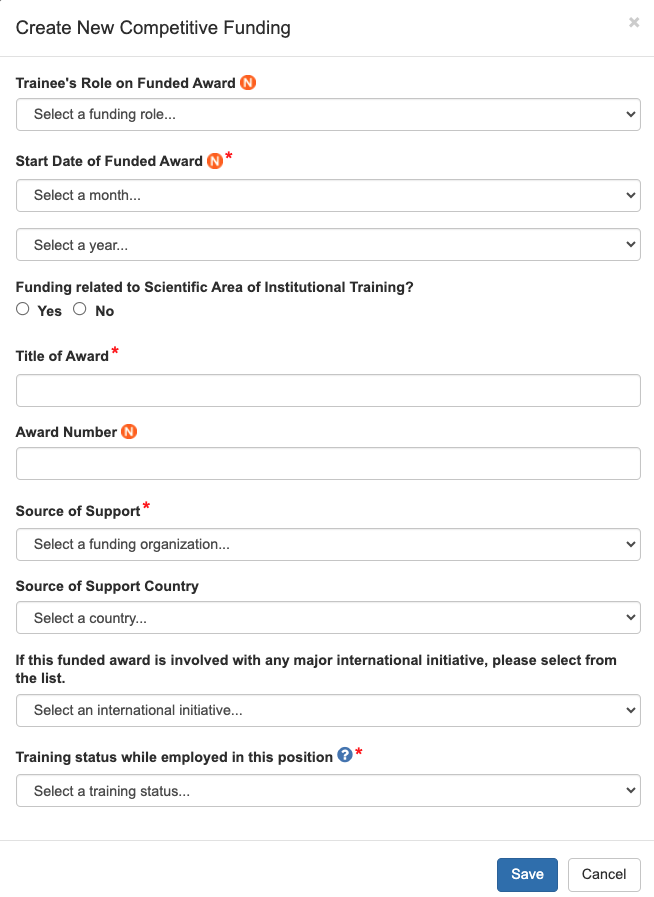 Create New Competitive Funding ×
Trainee's Role on Funded Award N
Select a funding role...
Start Date of Funded Award N *
Select a month...
Select a year...
Funding related to Scientific Area of Institutional Training?
Yes No
Title of Award *
Award Number N
Source of Support *
Select a funding organization...
Source of Support Country
Select a country...
If this funded award is involved with any major international initiative, please select from
the list.
Select an international initiative...
Training status while employed in this position ? *
Select a training status...
Save Cancel